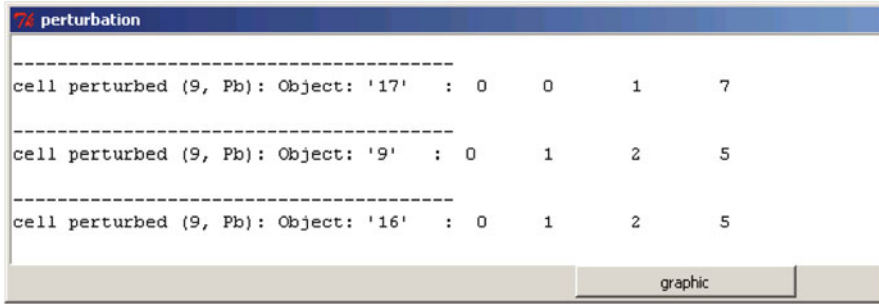 perturbation
----------------------------------------
cell perturbed (9, Pb): Object: '17' : 0 0 1 7
----------------------------------------
cell perturbed (9, Pb): Object: '9' : 0 1 2 5
----------------------------------------
cell perturbed (9, Pb): Object: '16' : 0 1 2 5
graphic